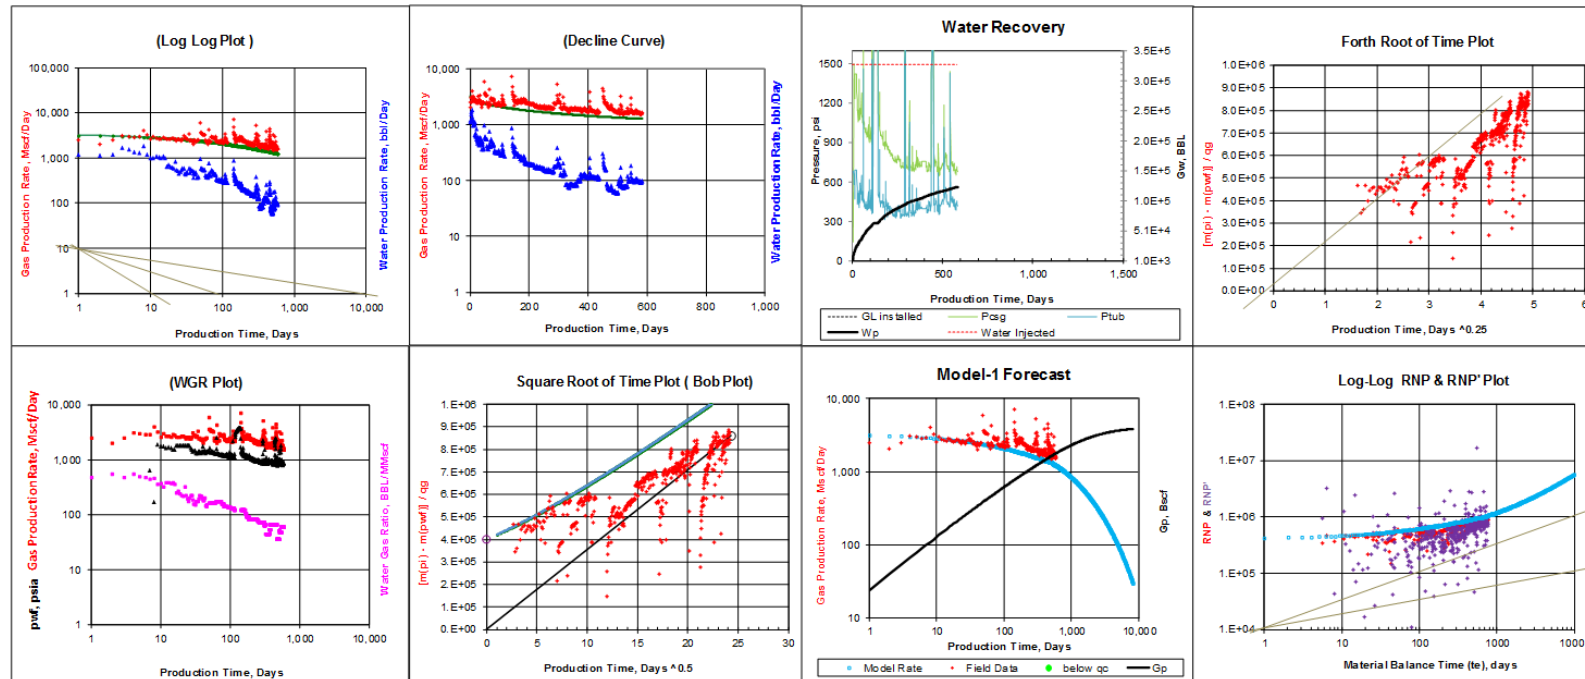 (Log Log Plot )
Gas Production Rate, Mscf/Day
100,000
10,000
1,000
100
10
1
1 10 100 1,000 10,000
Water Production Rate, bbl/Day
Production Time, Days
(Decline Curve)
Gas Production Rate, Mscf/Day
10,000
1,000
100
10
1
0 200 400 600 800 1,000
Water Production Rate, bbl/Day
Production Time, Days
Water Recovery
Pressure, psi
1500
1200
900
600
300
0
0 500 1,000 1,500
3.5E+5
3.0E+5
2.5E+5
2.0E+5
1.5E+5
1.0E+5
5.1E+4
1.0E+3
Gw, BBL
Production Time, Days
GL installed Pcsg Ptub
Wp Water Injected
Forth Root of Time Plot
[m(pi) - m(pwf)] / qg
1.0E+06
9.0E+05
8.0E+05
7.0E+05
6.0E+05
5.0E+05
4.0E+05
3.0E+05
2.0E+05
1.0E+05
0.0E+00
0 1 2 3 4 5 6
Production Time, Days ^0.25
(WGR Plot)
pwf, psia Gas Production Rate, Mscf/Day
10,000
1,000
100
10
1
1 10 100 1,000 10,000
Water Gas Ratio, BBL/MMscf
Production Time, Days
Square Root of Time Plot ( Bob Plot)
[m(pi) - m(pwf)] / qg
1.E+06
9.E+05
8.E+05
7.E+05
6.E+05
5.E+05
4.E+05
3.E+05
2.E+05
1.E+05
0.E+00
0 5 10 15 20 25 30
Production Time, Days ^0.5
Model-1 Forecast
Gas Production Rate, Mscf/Day
10,000
1,000
100
10
1 10 100 1,000 10,000
Gp, Bscf
Production Time, Days
Model Rate Field Data below qc Gp
Log-Log RNP & RNP' Plot
RNP & RNP'
1.E+08
1.E+07
1.E+06
1.E+05
1.E+04
1 10 100 1000 1000
Material Balance Time (te), days